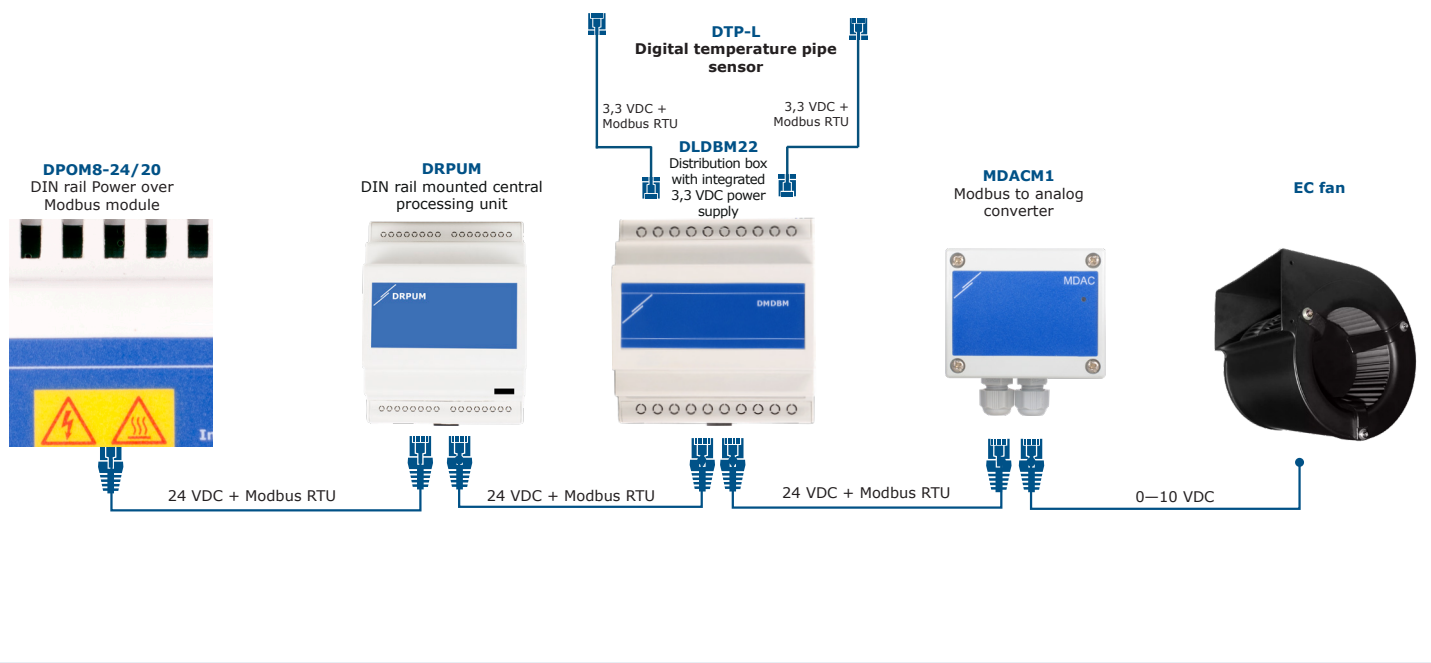 DTP-L
Digital temperature pipe
sensor
3,3 VDC +
Modbus RTU
3,3 VDC +
Modbus RTU
DPOM8-24/20
DIN rail Power over
Modbus module
DRPUM
DIN rail mounted central
processing unit
DLDBM22
Distribution box
with integrated
3,3 VDC power
supply
MDACM1
Modbus to analog
converter
EC fan
DRPUM
DMDBM
MDAC
In
24 VDC + Modbus RTU
24 VDC + Modbus RTU
24 VDC + Modbus RTU
0—10 VDC